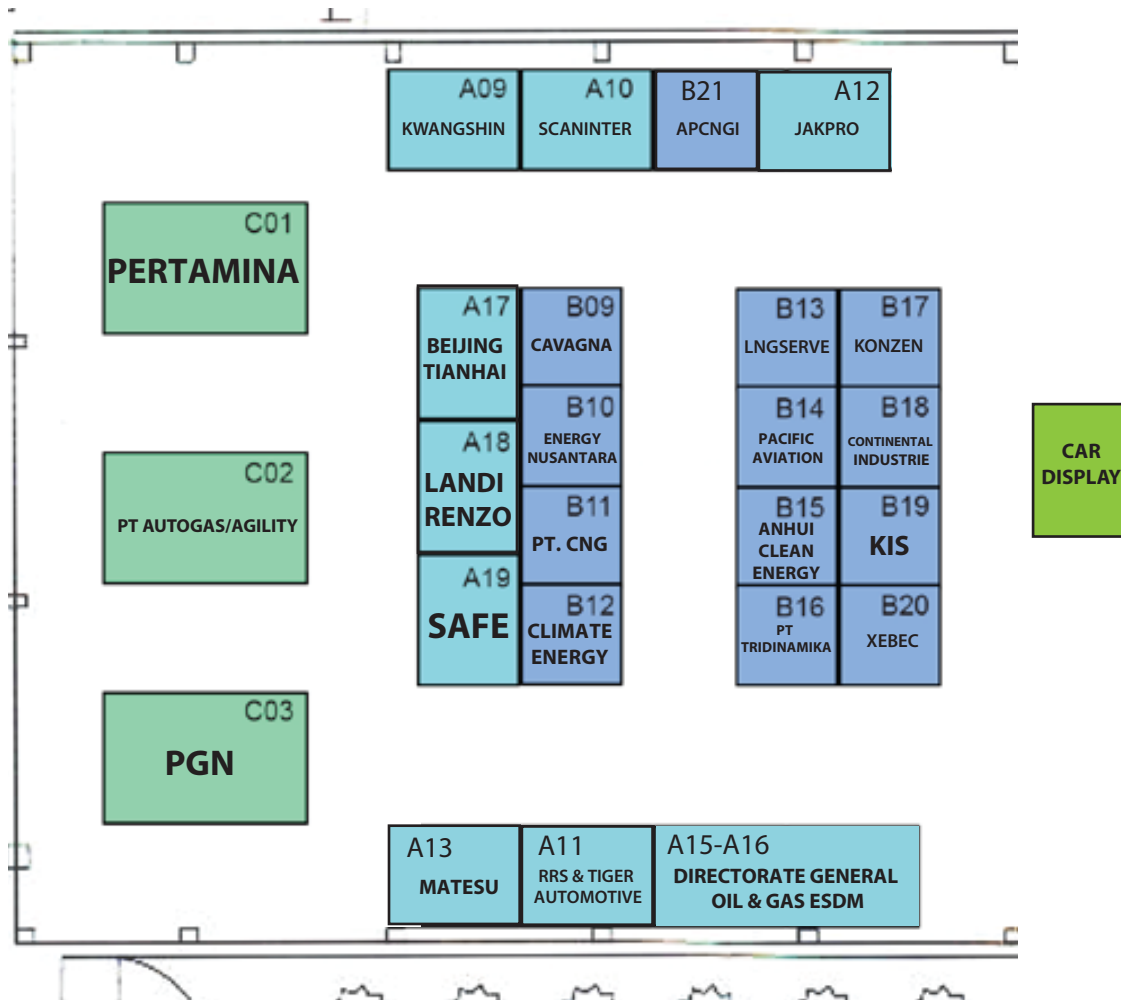 A09
KWANGSHIN
A10
SCANINTER
B21
APCNGI
A12
JAKPRO
C01
PERTAMINA
C02
PT AUTOGAS/AGILITY
C03
PGN
A17
BEIJING
TIANHAI
A18
LANDI
RENZO
A19
SAFE
B09
CAVAGNA
B10
ENERGY
NUSANTARA
B11
PT. CNG
B12
CLIMATE
ENERGY
B13
LNGSERVE
B14
PACIFIC
AVIATION
B15
ANHUI
CLEAN
ENERGY
B16
PT
TRIDINAMIKA
B17
KONZEN
B18
CONTINENTAL
INDUSTRIE
B19
KIS
B20
XEBEC
CAR
DISPLAY
A13
MATESU
A11
RRS & TIGER
AUTOMOTIVE
A15-A16
DIRECTORATE GENERAL
OIL & GAS ESDM